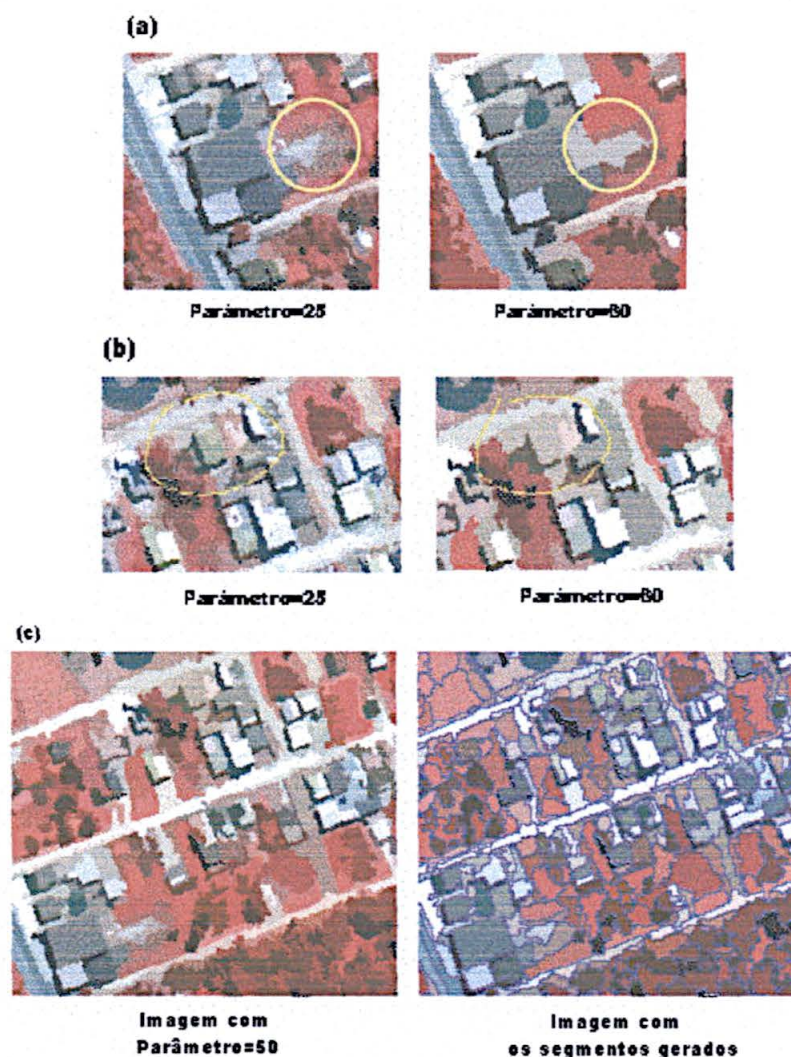 (a)
Parâmetro=25 Parâmetro=80
(b)
Parâmetro=25 Parâmetro=80
(c)
Imagem com
Parâmetro=50
Imagem com
os segmentos gerados